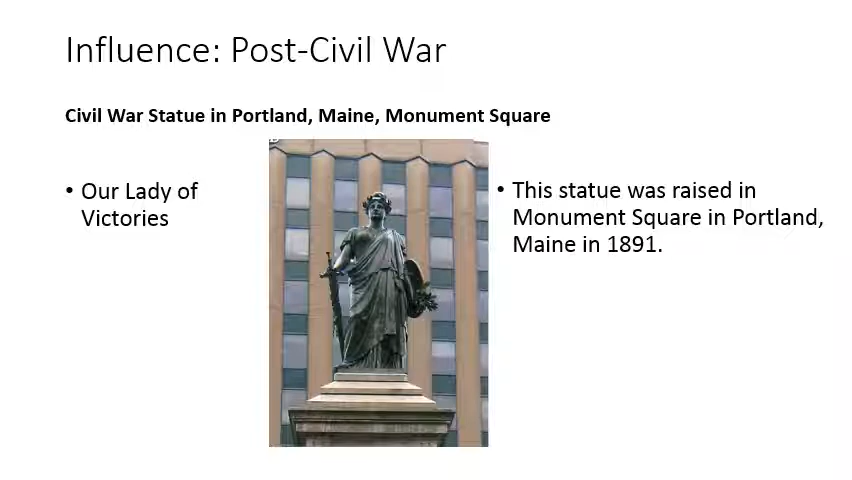 Influence: Post-Civil War
Civil War Statue in Portland, Maine, Monument Square
• Our Lady of
Victories
• This statue was raised in
Monument Square in Portland,
Maine in 1891.